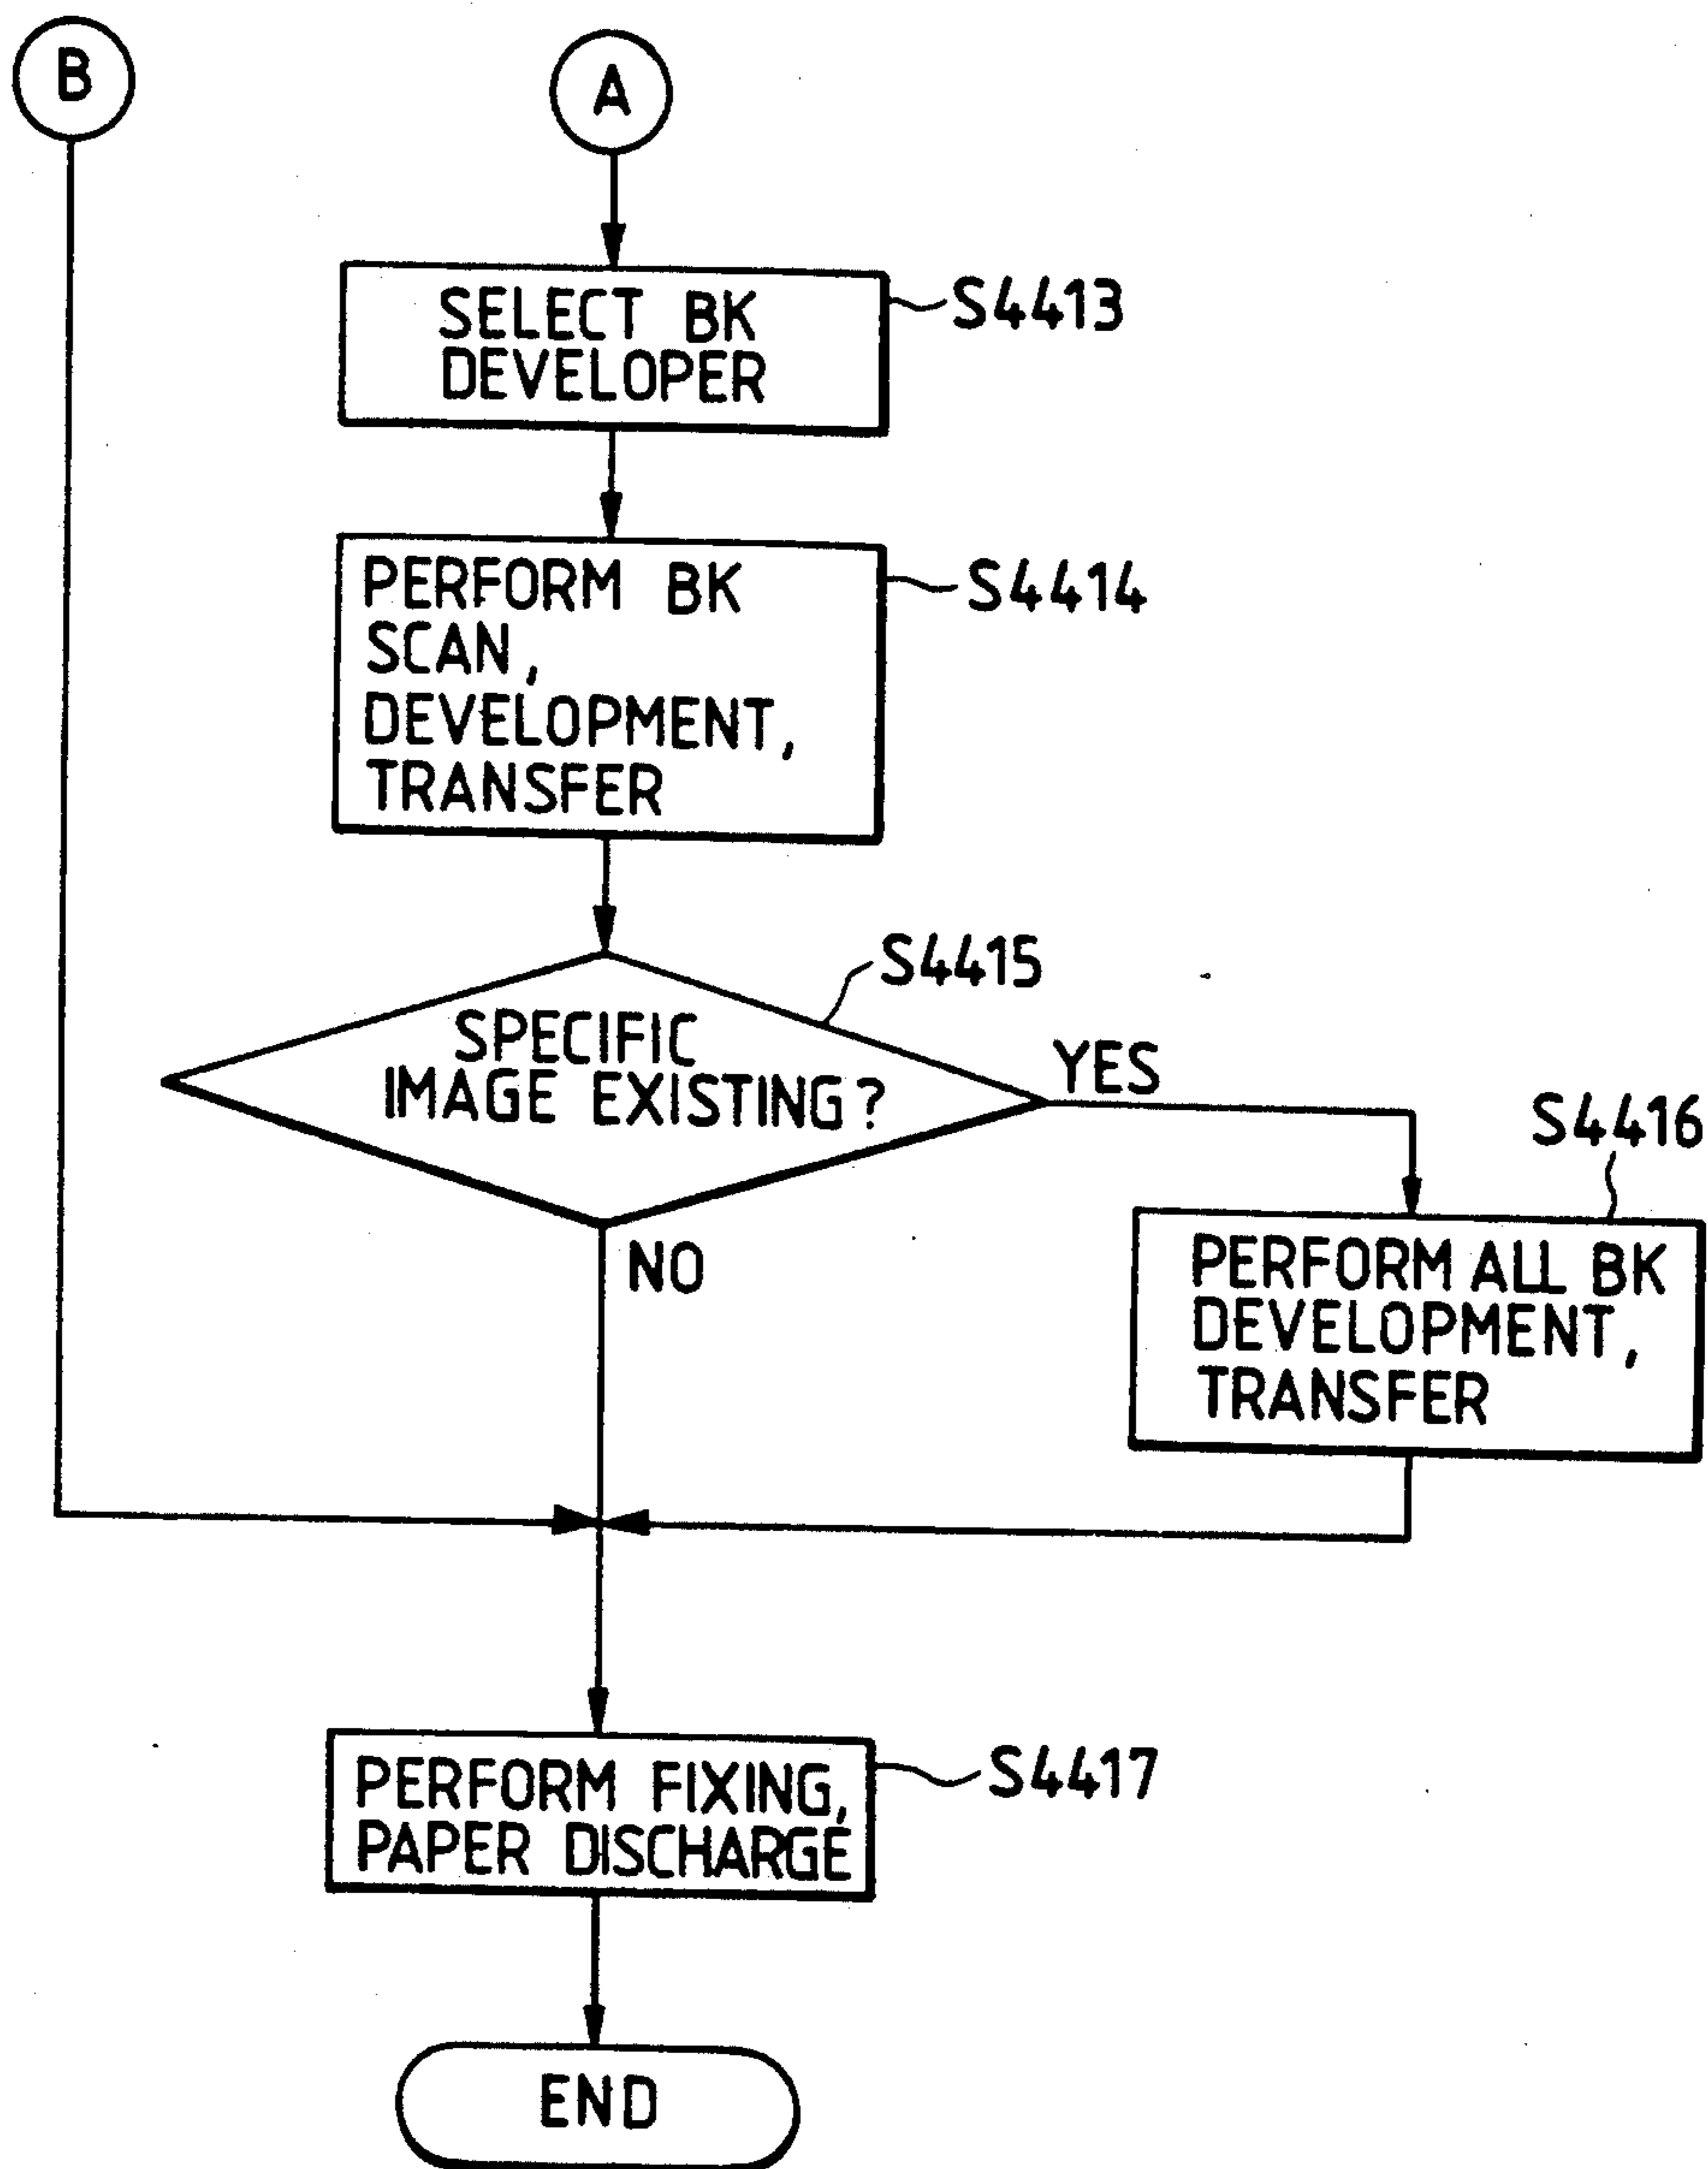 B
A
SELECT BK
DEVELOPER
S4413
PERFORM BK
SCAN,
DEVELOPMENT,
TRANSFER
S4414
SPECIFIC
IMAGE EXISTING?
S4415
YES
NO
S4416
PERFORM ALL BK
DEVELOPMENT,
TRANSFER
PERFORM FIXING,
PAPER DISCHARGE
S4417
END